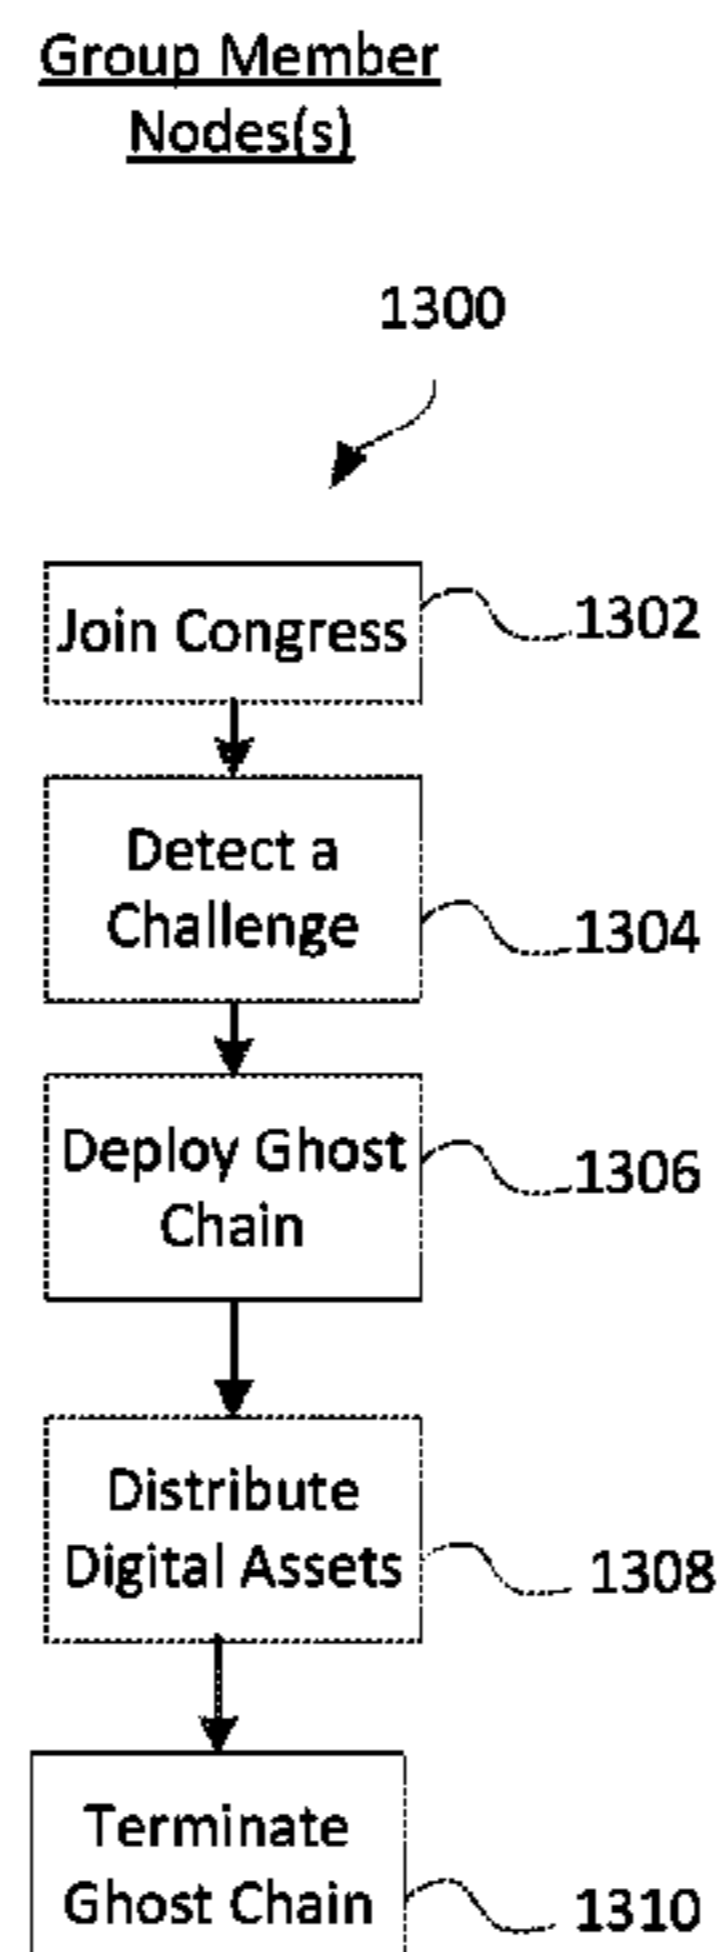 Group Member
Nodes(s)
1300
Join Congress
1302
Detect a
Challenge
1304
Deploy Ghost
Chain
1306
Distribute
Digital Assets
1308
Terminate
Ghost Chain
1310